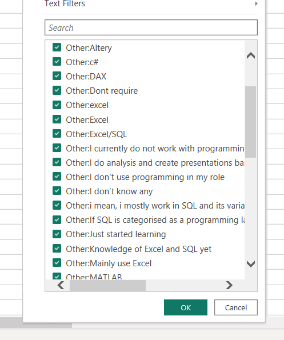 Text Filters
Search
Other:Altery
Other:c#
Other:DAX
Other:Dont require
Other:excel
Other:Excel
Other:Excel/SQL
Other:I currently do not work with programmin
Other:I do analysis and create presentations ba
Other:I don't use programming in my role
Other:I don't know any
Other:i mean, i mostly work in SQL and its varia
Other:If SQL is categorised as a programming la
Other:Just started learning
Other:Knowledge of Excel and SQL yet
Other:Mainly use Excel
Other:MATLAB
OK
Cancel